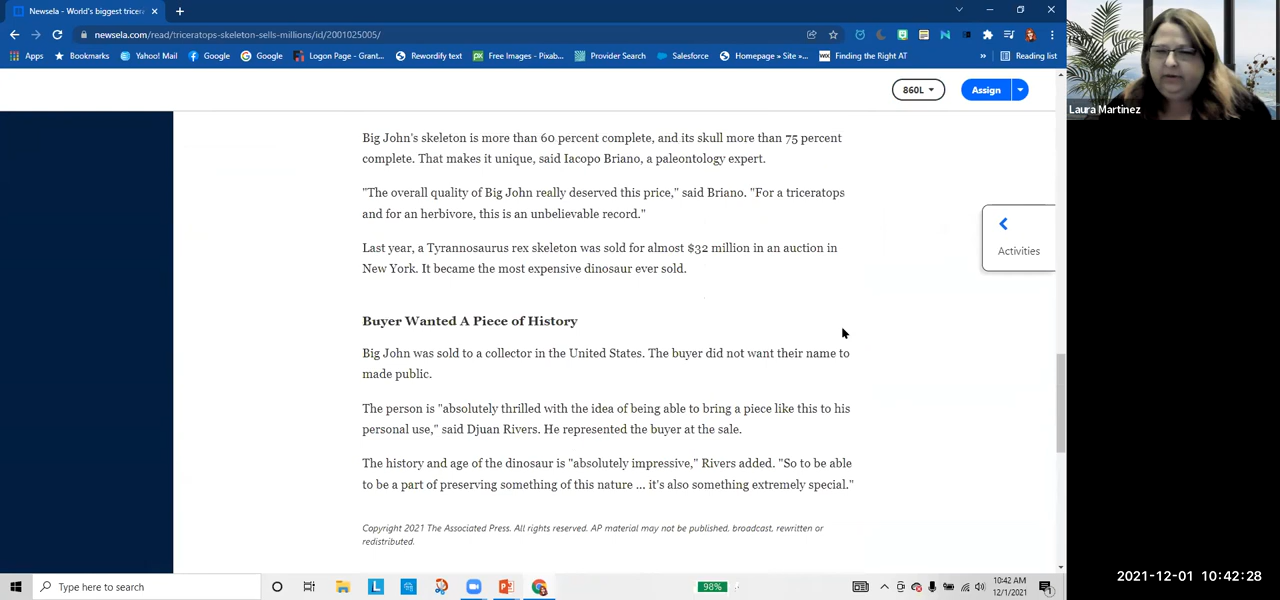 Newsela - World's biggest tricera
newsela.com/read/triceratops-skeleton-sells-millions/id/2001025005/
Apps Bookmarks Yahoo! Mail Google Google Logon Page - Grant... Rewordify text Free Images - Pixab... Provider Search Salesforce Homepage » Site »... Finding the Right AT » Reading list
Laura Martinez
860L Assign
Big John's skeleton is more than 60 percent complete, and its skull more than 75 percent
complete. That makes it unique, said Iacopo Briano, a paleontology expert.
"The overall quality of Big John really deserved this price," said Briano. "For a triceratops
and for an herbivore, this is an unbelievable record."
Last year, a Tyrannosaurus rex skeleton was sold for almost $32 million in an auction in
New York. It became the most expensive dinosaur ever sold.
Activities
Buyer Wanted A Piece of History
Big John was sold to a collector in the United States. The buyer did not want their name to
made public.
The person is "absolutely thrilled with the idea of being able to bring a piece like this to his
personal use," said Djuan Rivers. He represented the buyer at the sale.
The history and age of the dinosaur is "absolutely impressive," Rivers added. "So to be able
to be a part of preserving something of this nature ... it's also something extremely special."
Copyright 2021 The Associated Press. All rights reserved. AP material may not be published, broadcast, rewritten or
redistributed.
Type here to search
98%
10:42 AM
12/1/2021
2021-12-01 10:42:28